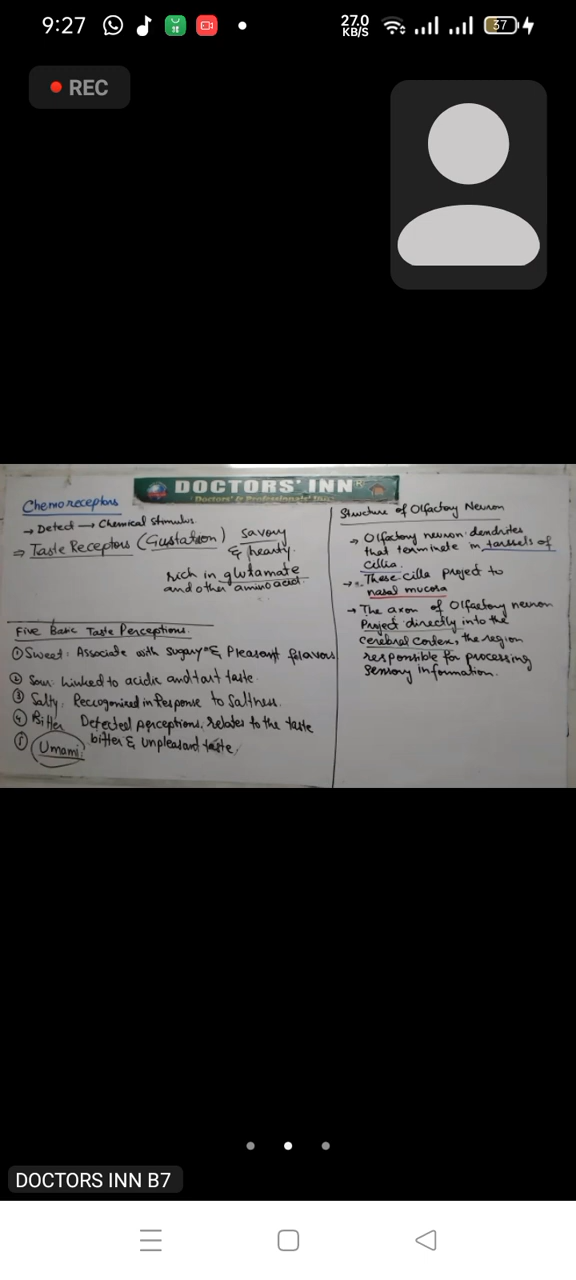 9:27
27.0
KB/S
37
REC
DOCTORS' INN
Doctors' & Professionals' Inn
Chemoreceptors
→ Detect → Chemical Stimulus.
⇒ Taste Receptors (Gustation)
Savory
& hearty.
rich in glutamate
and other amino acid.
Five Basic Taste Perceptions.
① Sweet: Associate with Sugary & Pleasant flavous
② Sour: Linked to acidic and tart taste.
③ Salty: Reccogonized in Response to Saltness.
④ Bitter Detected perceptions, relates to the taste
bitter & unpleasant taste.
⑤ Umami:
Structure of Olfactory Neuron
→ Olfactory neuron dendrites
that terminate in tassels of
cillia.
→ These cilla project to
nasal mucosa
→ The axon of Olfactory neuron
Project directly into the
cerebral cortex, the region
responsible for processing
sensory information.
DOCTORS INN B7